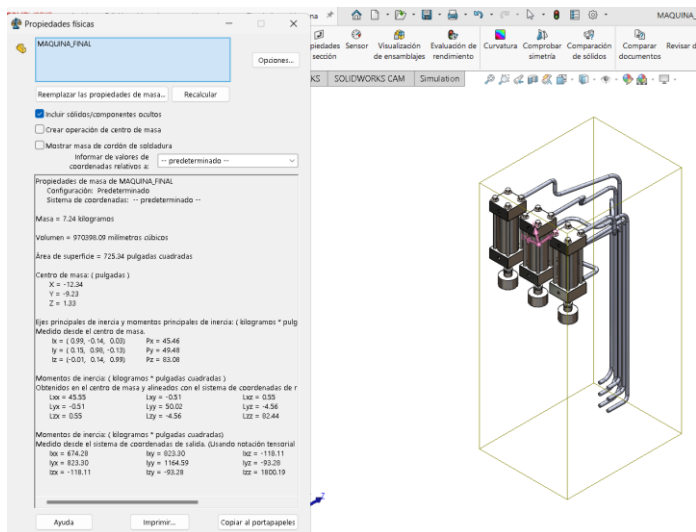 Propiedades físicas
MAQUINA_FINAL
Opciones...
Reemplazar las propiedades de masa...
Recalcular
Incluir sólidos/componentes ocultos
Crear operación de centro de masa
Mostrar masa de cordón de soldadura
Informar de valores de
coordenadas relativos a:
-- predeterminado --
Propiedades de masa de MAQUINA_FINAL
Configuración: Predeterminado
Sistema de coordenadas: -- predeterminado --
Masa = 7.24 kilogramos
Volumen = 970398.09 milímetros cúbicos
Área de superficie = 725.34 pulgadas cuadradas
Centro de masa: ( pulgadas )
X = -12.34
Y = -9.23
Z = 1.33
Ejes principales de inercia y momentos principales de inercia: ( kilogramos * pulg
Medido desde el centro de masa.
Ix = ( 0.99, -0.14, 0.03) Px = 45.46
Iy = ( 0.15, 0.98, -0.13) Py = 49.48
Iz = (-0.01, 0.14, 0.99) Pz = 83.08
Momentos de inercia: ( kilogramos * pulgadas cuadradas )
Obtenidos en el centro de masa y alineados con el sistema de coordenadas de r
Lxx = 45.55 Lxy = -0.51 Lxz = 0.55
Lyx = -0.51 Lyy = 50.02 Lyz = -4.56
Lzx = 0.55 Lzy = -4.56 Lzz = 82.44
Momentos de inercia: ( kilogramos * pulgadas cuadradas)
Medido desde el sistema de coordenadas de salida. (Usando notación tensorial
Ixx = 674.28 Ixy = 823.30 Ixz = -118.11
Iyx = 823.30 Iyy = 1164.59 Iyz = -93.28
Izx = -118.11 Izy = -93.28 Izz = 1800.19
Ayuda
Imprimir...
Copiar al portapapeles
MAQUINA_FINAL
piedades Sensor Visualización Evaluación de Curvatura Comprobar Comparación Comparar Revisar d
sección de ensamblajes rendimiento simetría de sólidos documentos
KS SOLIDWORKS CAM Simulation
Z